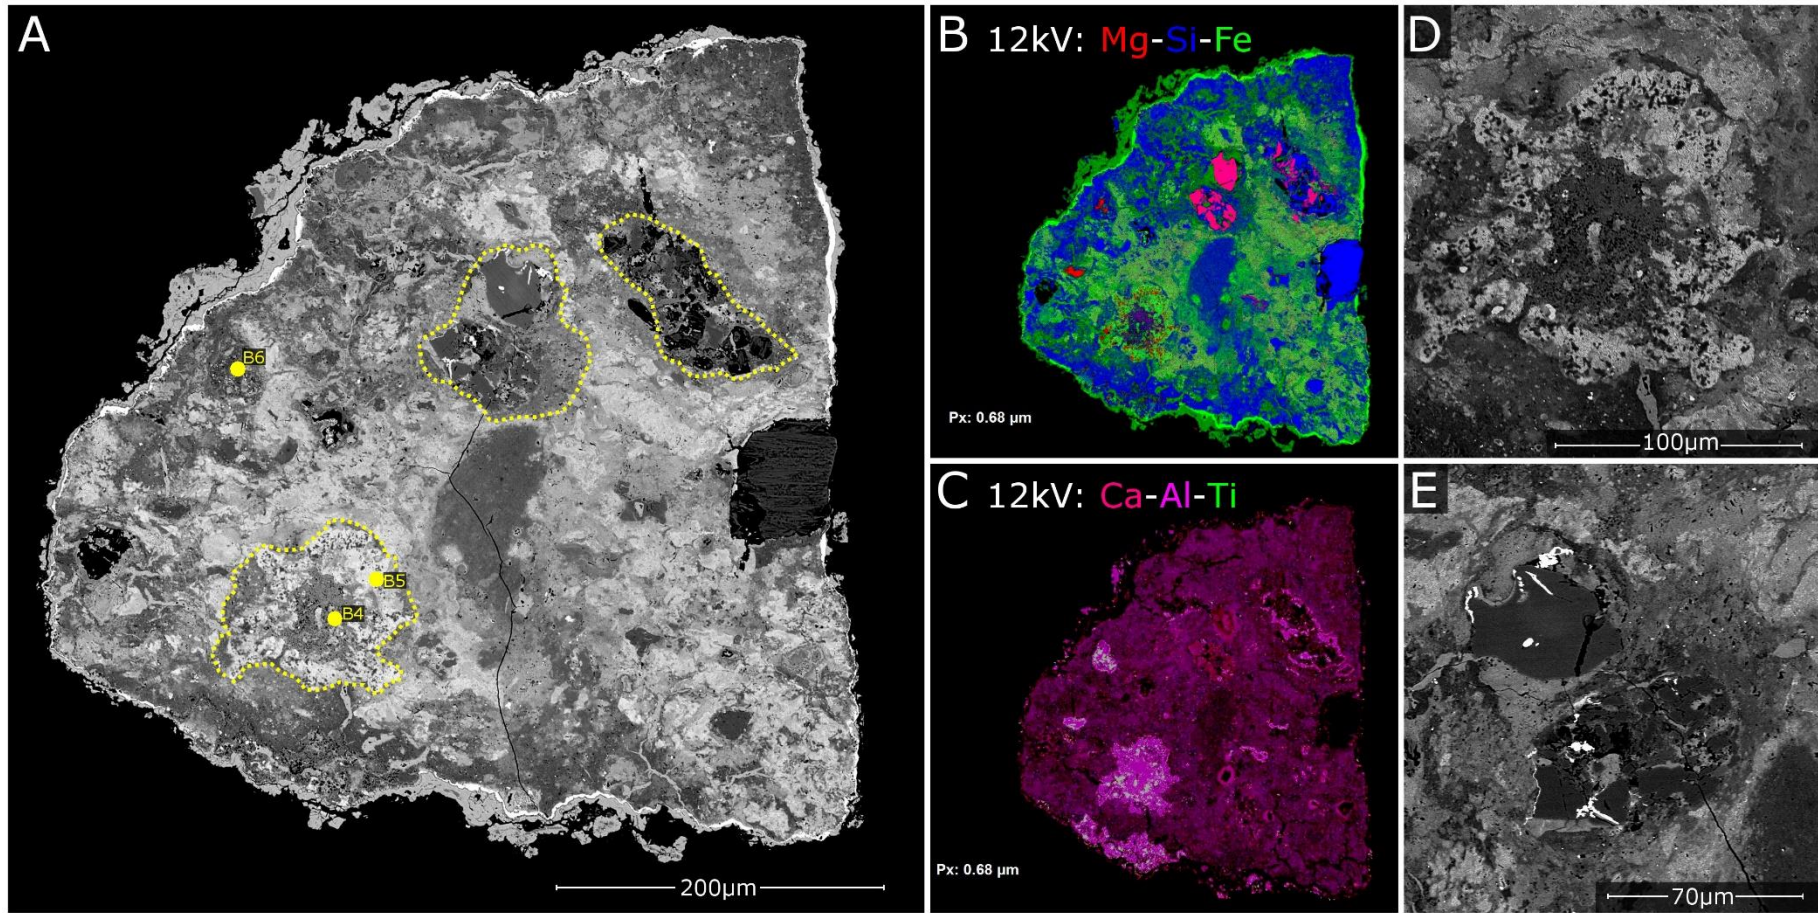 A
B6
B5
B4
200µm
B 12kV: Mg-Si-Fe
Px: 0.68 µm
C 12kV: Ca-Al-Ti
Px: 0.68 µm
D
100µm
E
70µm